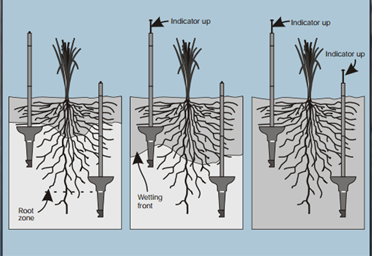 Indicator up
Indicator up
Indicator up
Root
zone
Wetting
front